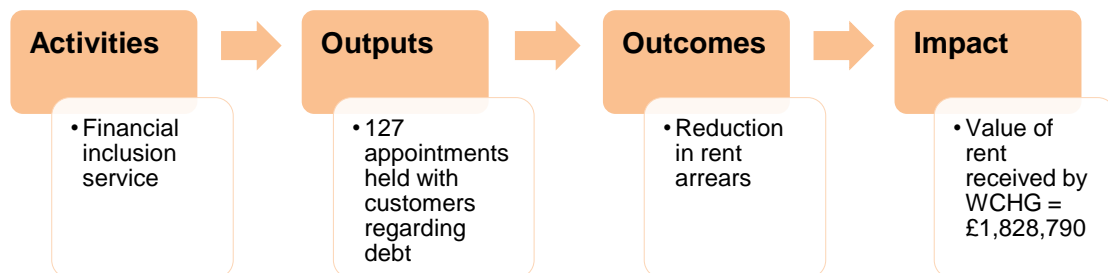 Activities
• Financial
inclusion
service
Outputs
• 127
appointments
held with
customers
regarding
debt
Outcomes
• Reduction
in rent
arrears
Impact
• Value of
rent
received by
WCHG =
£1,828,790